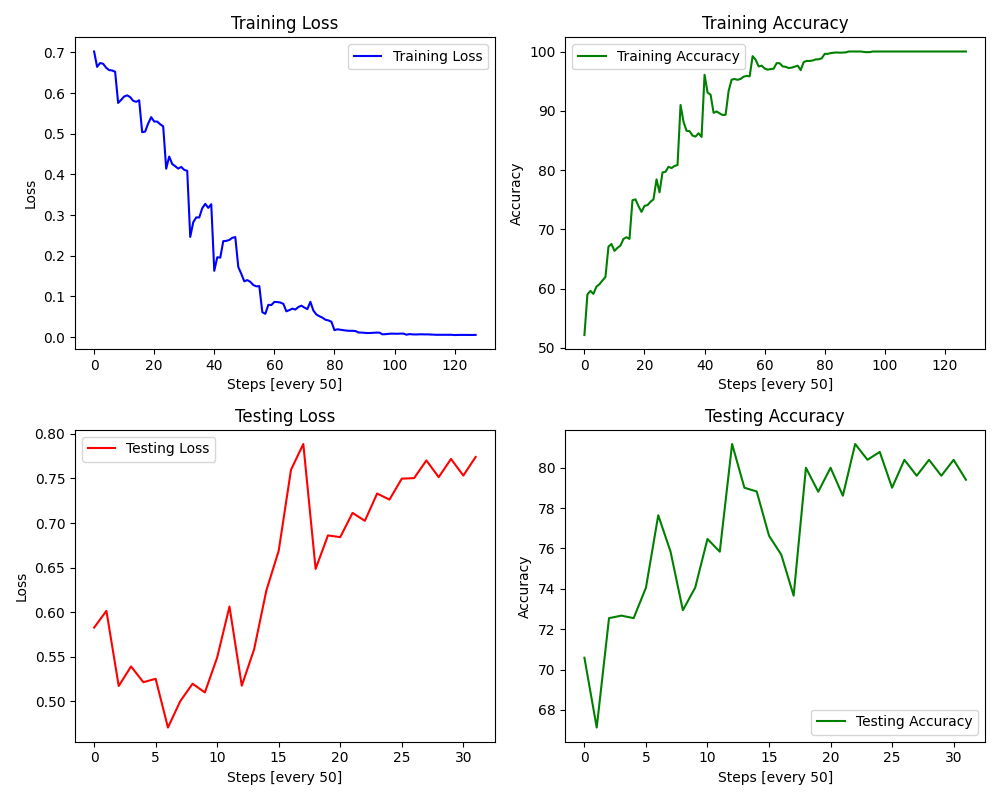 Training Loss
Training Loss
0.7
0.6
0.5
0.4
0.3
0.2
0.1
0.0
Loss
0 20 40 60 80 100 120
Steps [every 50]
Training Accuracy
Training Accuracy
100
90
80
70
60
50
Accuracy
0 20 40 60 80 100 120
Steps [every 50]
Testing Loss
Testing Loss
0.80
0.75
0.70
0.65
0.60
0.55
0.50
Loss
0 5 10 15 20 25 30
Steps [every 50]
Testing Accuracy
80
78
76
74
72
70
68
Accuracy
Testing Accuracy
0 5 10 15 20 25 30
Steps [every 50]